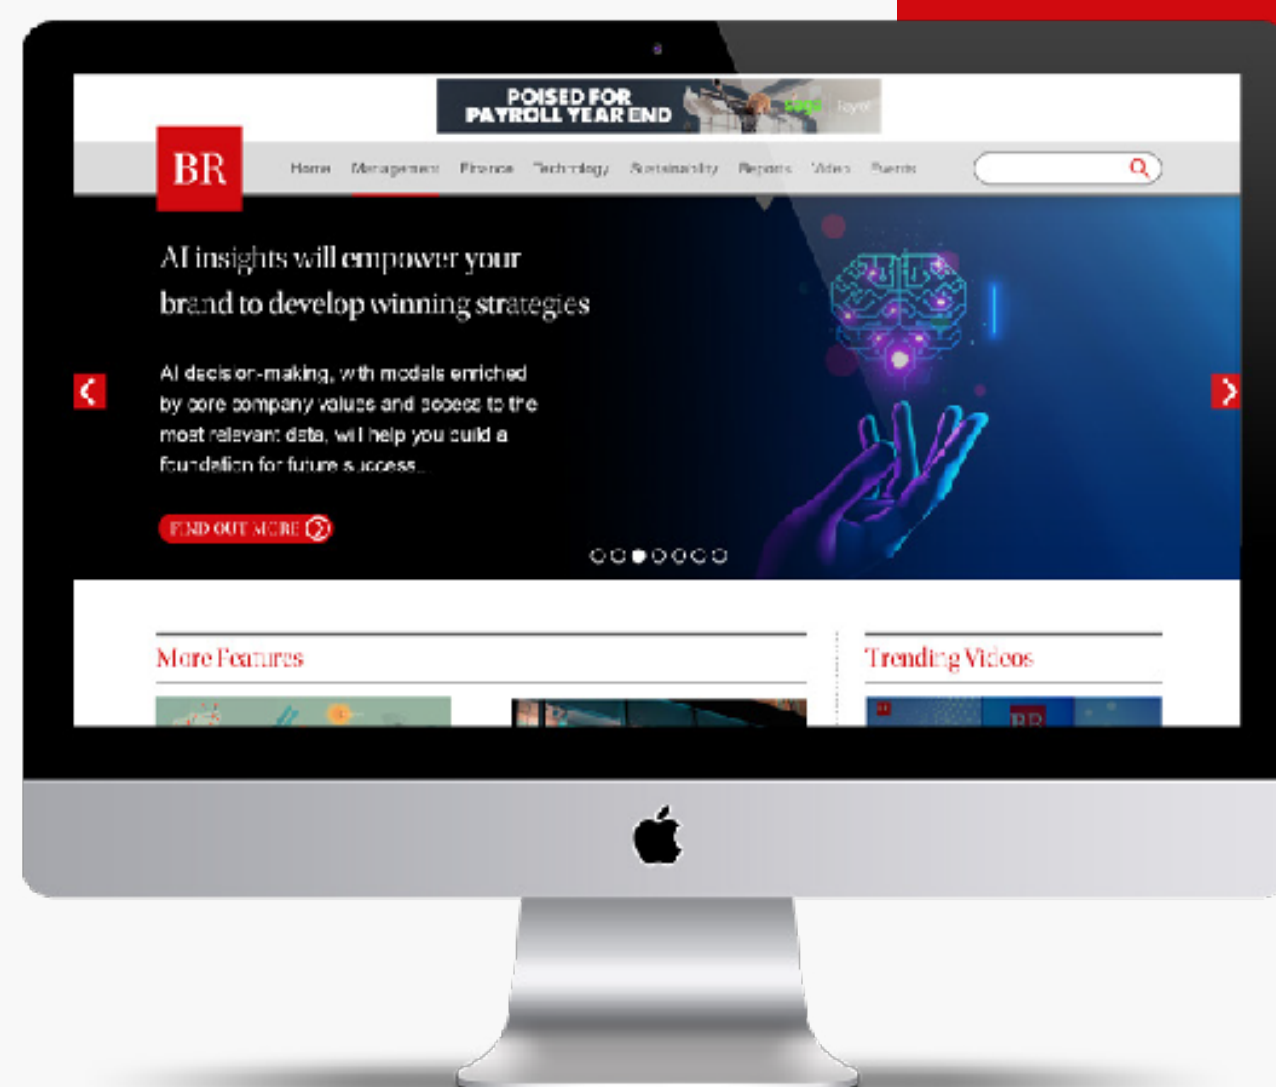 POISED FOR
PAYROLL YEAR END
sage
BR
Home Management Finance Technology Sustainability Reports Video Events
AI insights will empower your
brand to develop winning strategies
AI decision-making, with models enriched
by core company values and access to the
most relevant data, will help you build a
foundation for future success...
FIND OUT MORE
More Features
Trending Videos
BR